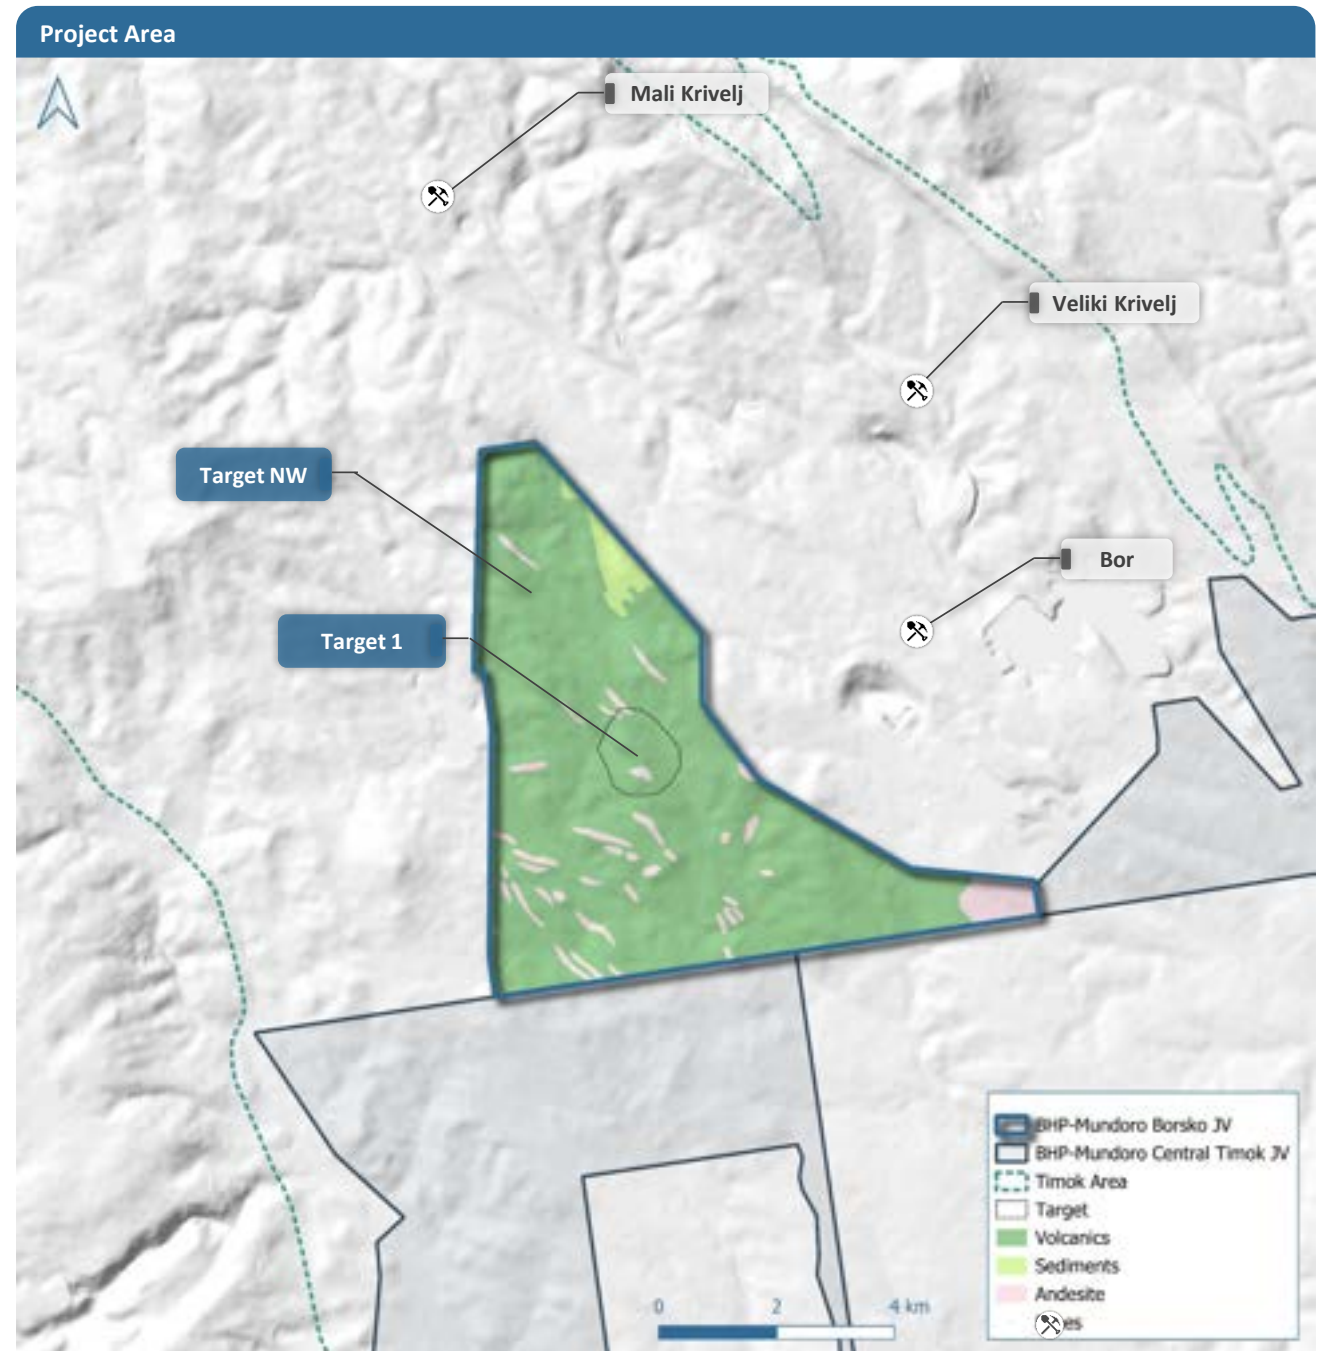 Project Area
Mali Krivelj
Veliki Krivelj
Target NW
Bor
Target 1
BHP-Mundoro Borsko JV
BHP-Mundoro Central Timok JV
Timok Area
Target
Volcanics
Sediments
Andesite
0 2 4 km